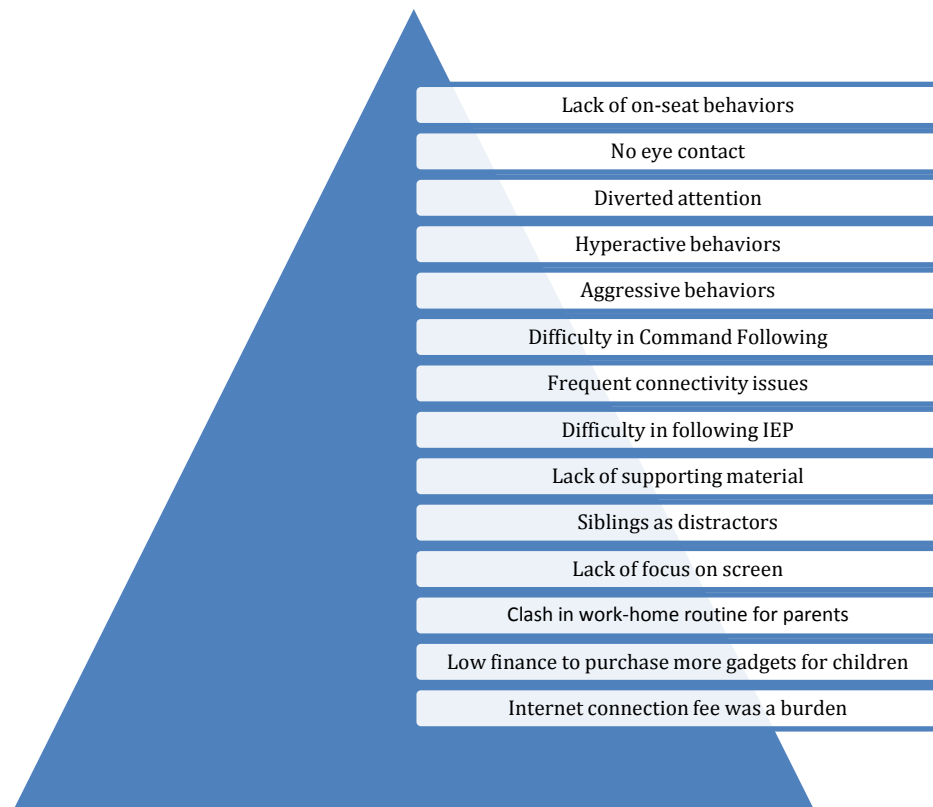 Lack of on-seat behaviors
No eye contact
Diverted attention
Hyperactive behaviors
Aggressive behaviors
Difficulty in Command Following
Frequent connectivity issues
Difficulty in following IEP
Lack of supporting material
Siblings as distractors
Lack of focus on screen
Clash in work-home routine for parents
Low finance to purchase more gadgets for children
Internet connection fee was a burden